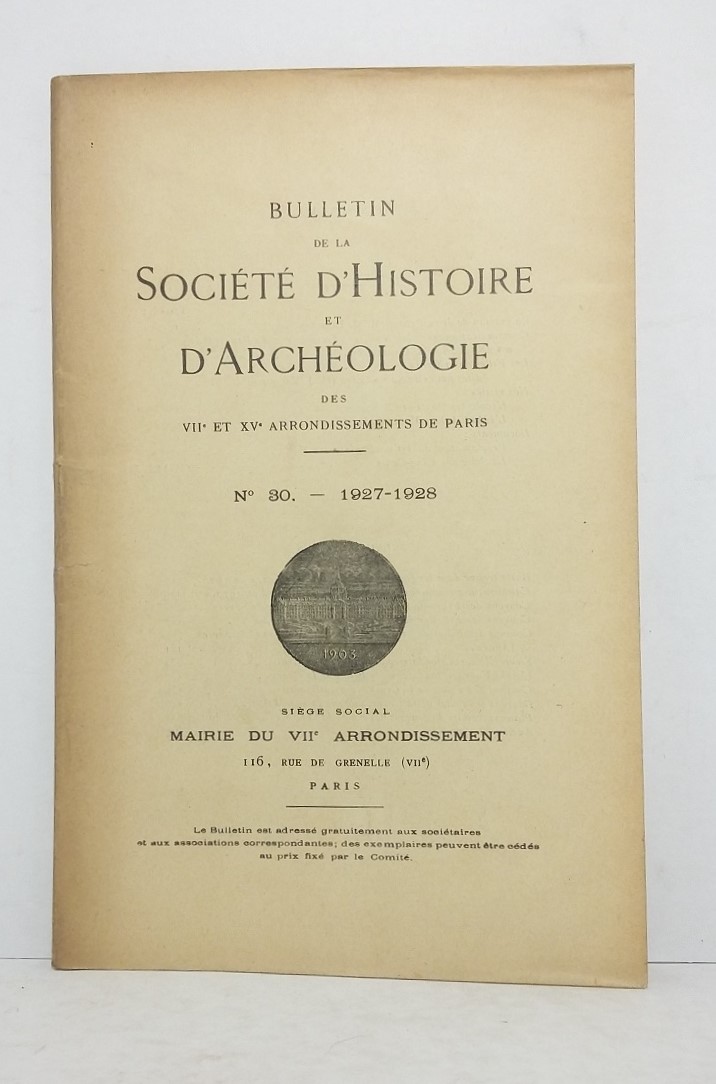 BULLETIN
DE LA
SOCIÉTÉ D'HISTOIRE
ET
D'ARCHÉOLOGIE
DES
VIIe ET XVe ARRONDISSEMENTS DE PARIS
No 30. — 1927-1928
1903
SIÈGE SOCIAL
MAIRIE DU VIIe ARRONDISSEMENT
116, RUE DE GRENELLE (VIIe)
PARIS
Le Bulletin est adressé gratuitement aux sociétaires
et aux associations correspondantes; des exemplaires peuvent être cédés
au prix fixé par le Comité.